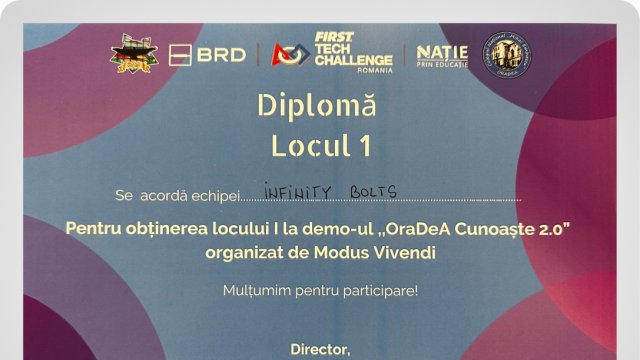 BRD
FIRST
TECH
CHALLENGE
ROMANIA
NAȚIE
PRIN EDUCAȚIE
ORADEA
Diplomă
Locul 1
Se acordă echipei......INFINITY BOLTS......
Pentru obținerea locului I la demo-ul ,,OraDeA Cunoaște 2.0”
organizat de Modus Vivendi
Mulțumim pentru participare!
Director,